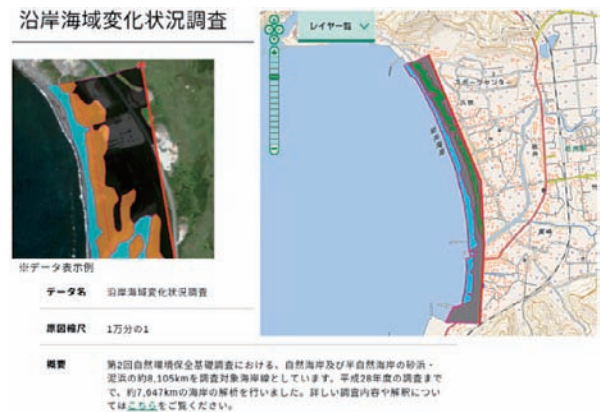 沿岸海域変化状況調査
レイヤ一覧
※データ表示例
データ名 沿岸海域変化状況調査
原図縮尺 1万分の1
概要 第2回自然環境保全基礎調査における、自然海岸及び半自然海岸の砂浜・
泥浜の約8,105kmを調査対象海岸線としています。平成28年度の調査まで
で、約7,647kmの海岸の解析を行いました。詳しい調査内容や解釈につい
てはこちらをご覧ください。